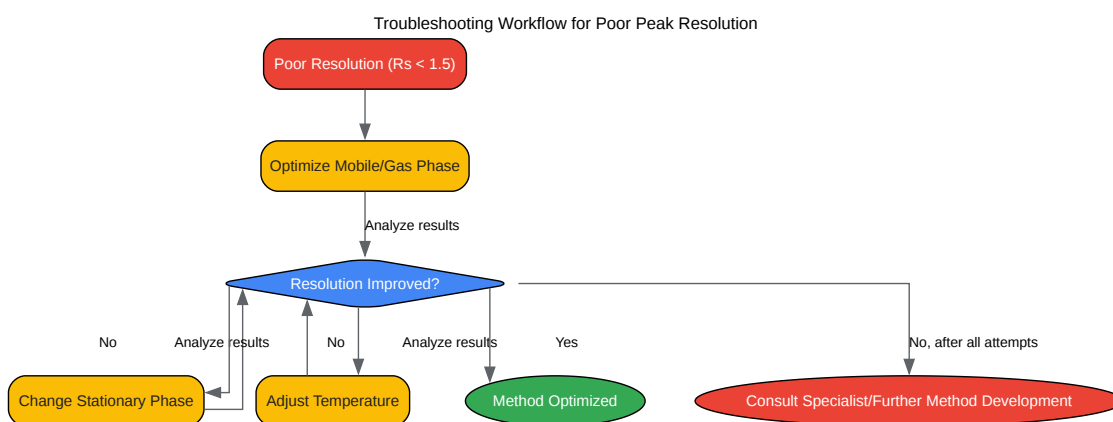 Troubleshooting Workflow for Poor Peak Resolution
Poor Resolution (Rs < 1.5)
Optimize Mobile/Gas Phase
Analyze results
Resolution Improved?
No
Analyze results
No
Analyze results
Yes
No, after all attempts
Change Stationary Phase
Adjust Temperature
Method Optimized
Consult Specialist/Further Method Development